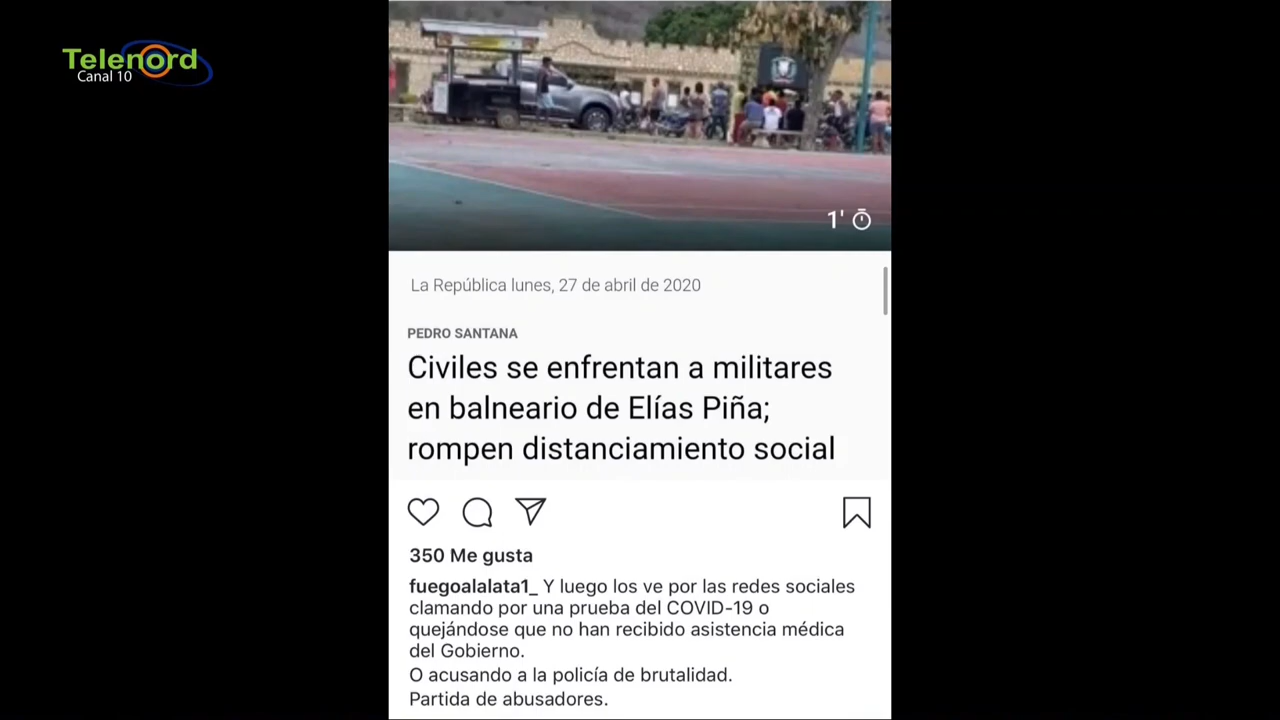 Telenord
Canal 10
1'
La República lunes, 27 de abril de 2020
PEDRO SANTANA
Civiles se enfrentan a militares
en balneario de Elías Piña;
rompen distanciamiento social
350 Me gusta
fuegoalalata1_ Y luego los ve por las redes sociales
clamando por una prueba del COVID-19 o
quejándose que no han recibido asistencia médica
del Gobierno.
O acusando a la policía de brutalidad.
Partida de abusadores.